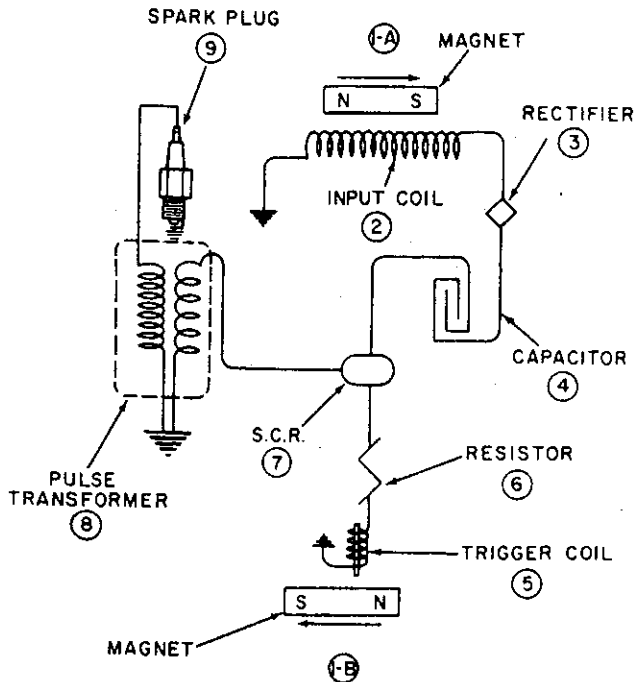 SPARK PLUG
9
1-A
MAGNET
N S
RECTIFIER
3
INPUT COIL
2
CAPACITOR
4
S.C.R.
7
RESISTOR
6
PULSE
TRANSFORMER
8
TRIGGER COIL
5
S N
MAGNET
1-B